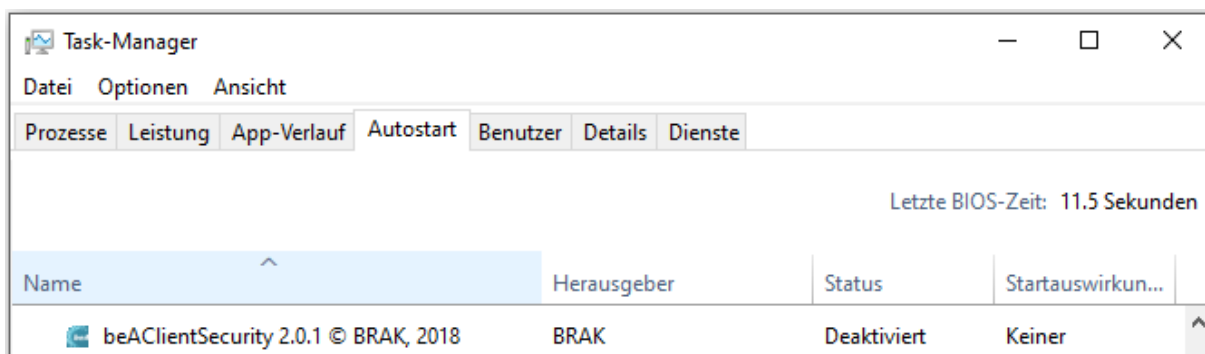 Task-Manager
Datei Optionen Ansicht
Prozesse Leistung App-Verlauf Autostart Benutzer Details Dienste
Letzte BIOS-Zeit: 11.5 Sekunden
Name Herausgeber Status Startauswirkun...
beAClientSecurity 2.0.1 © BRAK, 2018 BRAK Deaktiviert Keiner